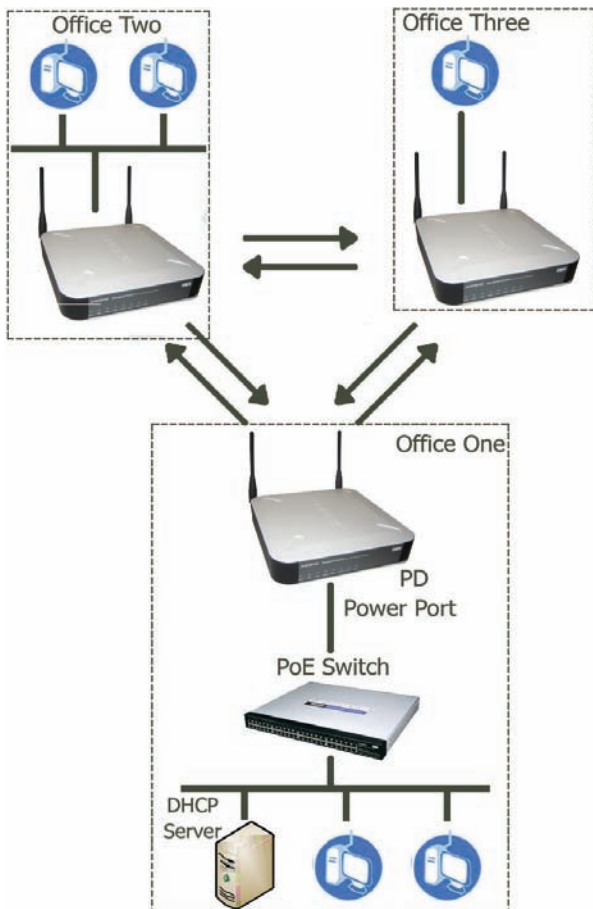 Office Two
Office Three
Office One
PD
Power Port
PoE Switch
DHCP
Server